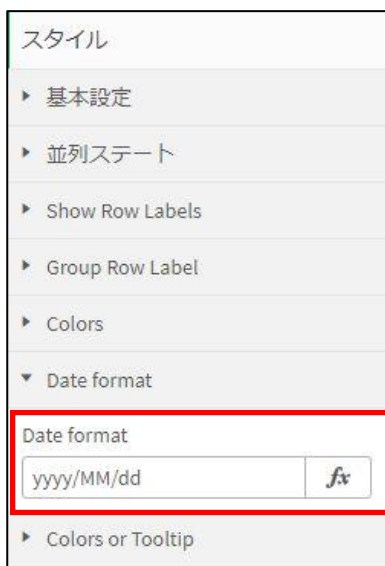 スタイル
基本設定
並列ステート
Show Row Labels
Group Row Label
Colors
Date format
Date format
yyyy/MM/dd
fx
Colors or Tooltip